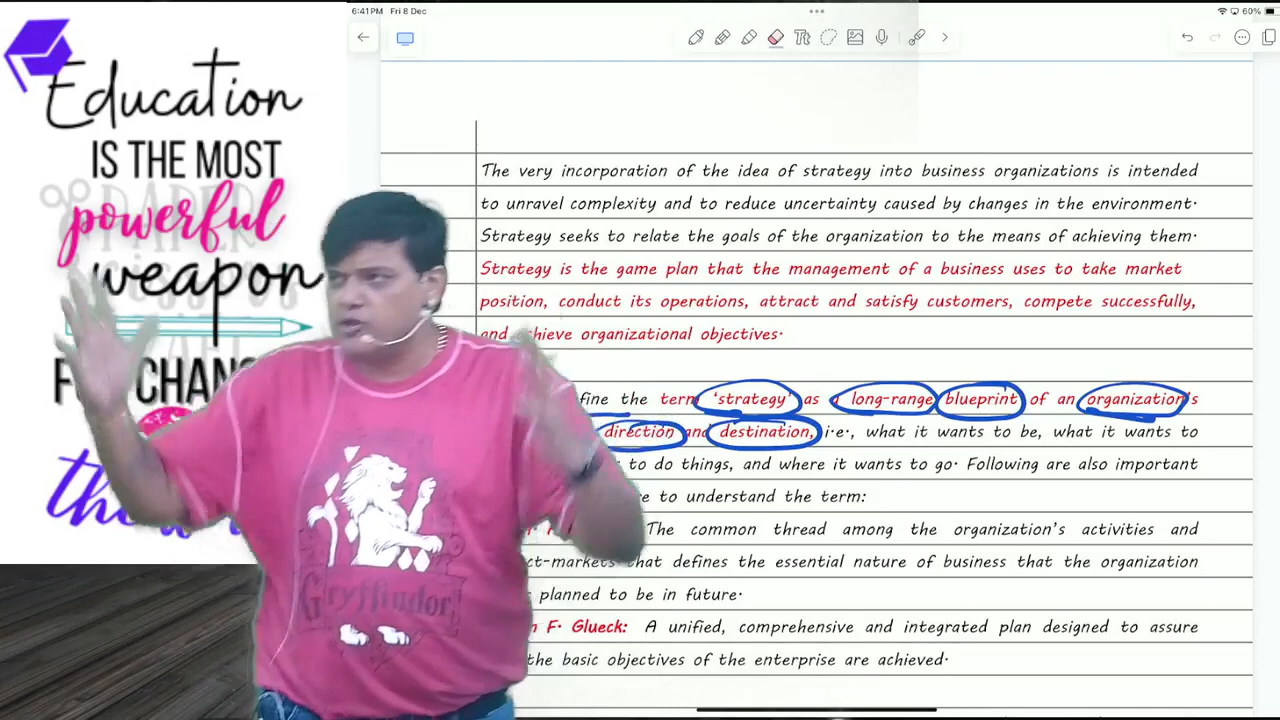 6:41PM Fri 8 Dec
60%
Education
IS THE MOST
powerful
weapon
Tt
The very incorporation of the idea of strategy into business organizations is intended
to unravel complexity and to reduce uncertainty caused by changes in the environment.
Strategy seeks to relate the goals of the organization to the means of achieving them.
Strategy is the game plan that the management of a business uses to take market
position, conduct its operations, attract and satisfy customers, compete successfully,
and achieve organizational objectives.
the term 'strategy' as a long-range blueprint of an organization's
direction and destination, i.e., what it wants to be, what it wants to
to do things, and where it wants to go. Following are also important
to understand the term:
The common thread among the organization's activities and
that defines the essential nature of business that the organization
planned to be in future.
F. Glueck: A unified, comprehensive and integrated plan designed to assure
the basic objectives of the enterprise are achieved.
Gryffindor